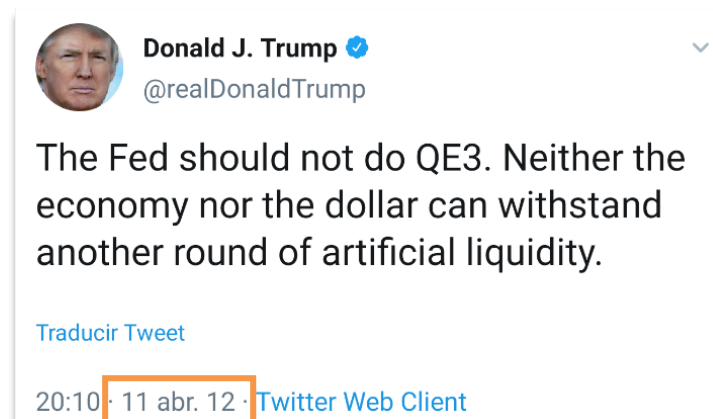 Donald J. Trump
@realDonaldTrump
The Fed should not do QE3. Neither the
economy nor the dollar can withstand
another round of artificial liquidity.
Traducir Tweet
20:10 · 11 abr. 12 · Twitter Web Client